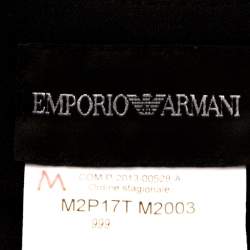 EMPORIO ARMANI
M
COM.P. 2013 00529-A
Ordine stagionale
M2P17T M2003
999